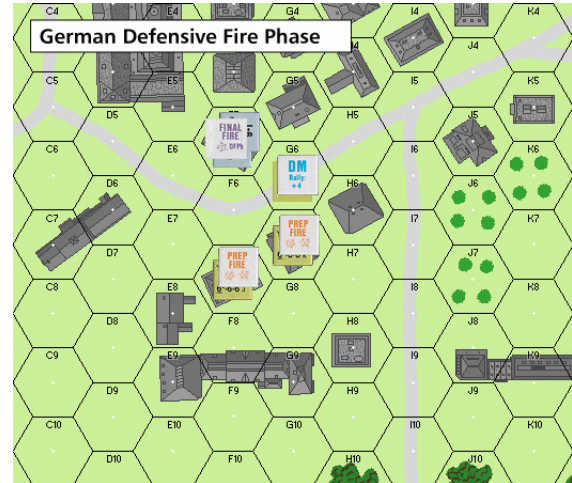 C4 E4 G4 I4 K4
German Defensive Fire Phase
J4
C5 E5 G5 I5 K5
D5 H5 J5
FINAL
FIRE
DFPh
C6 E6 G6 I6 K6
DM
Rally:
+4
D6 F6 H6 J6
C7 E7 I7 K7
PREP
FIRE
D7 H7 J7
PREP
FIRE
C8 E8 G8 I8 K8
D8 F8 H8 J8
C9 E9 G9 I9 K9
D9 F9 H9 J9
C10 E10 G10 I10 K10
D10 F10 H10 J10